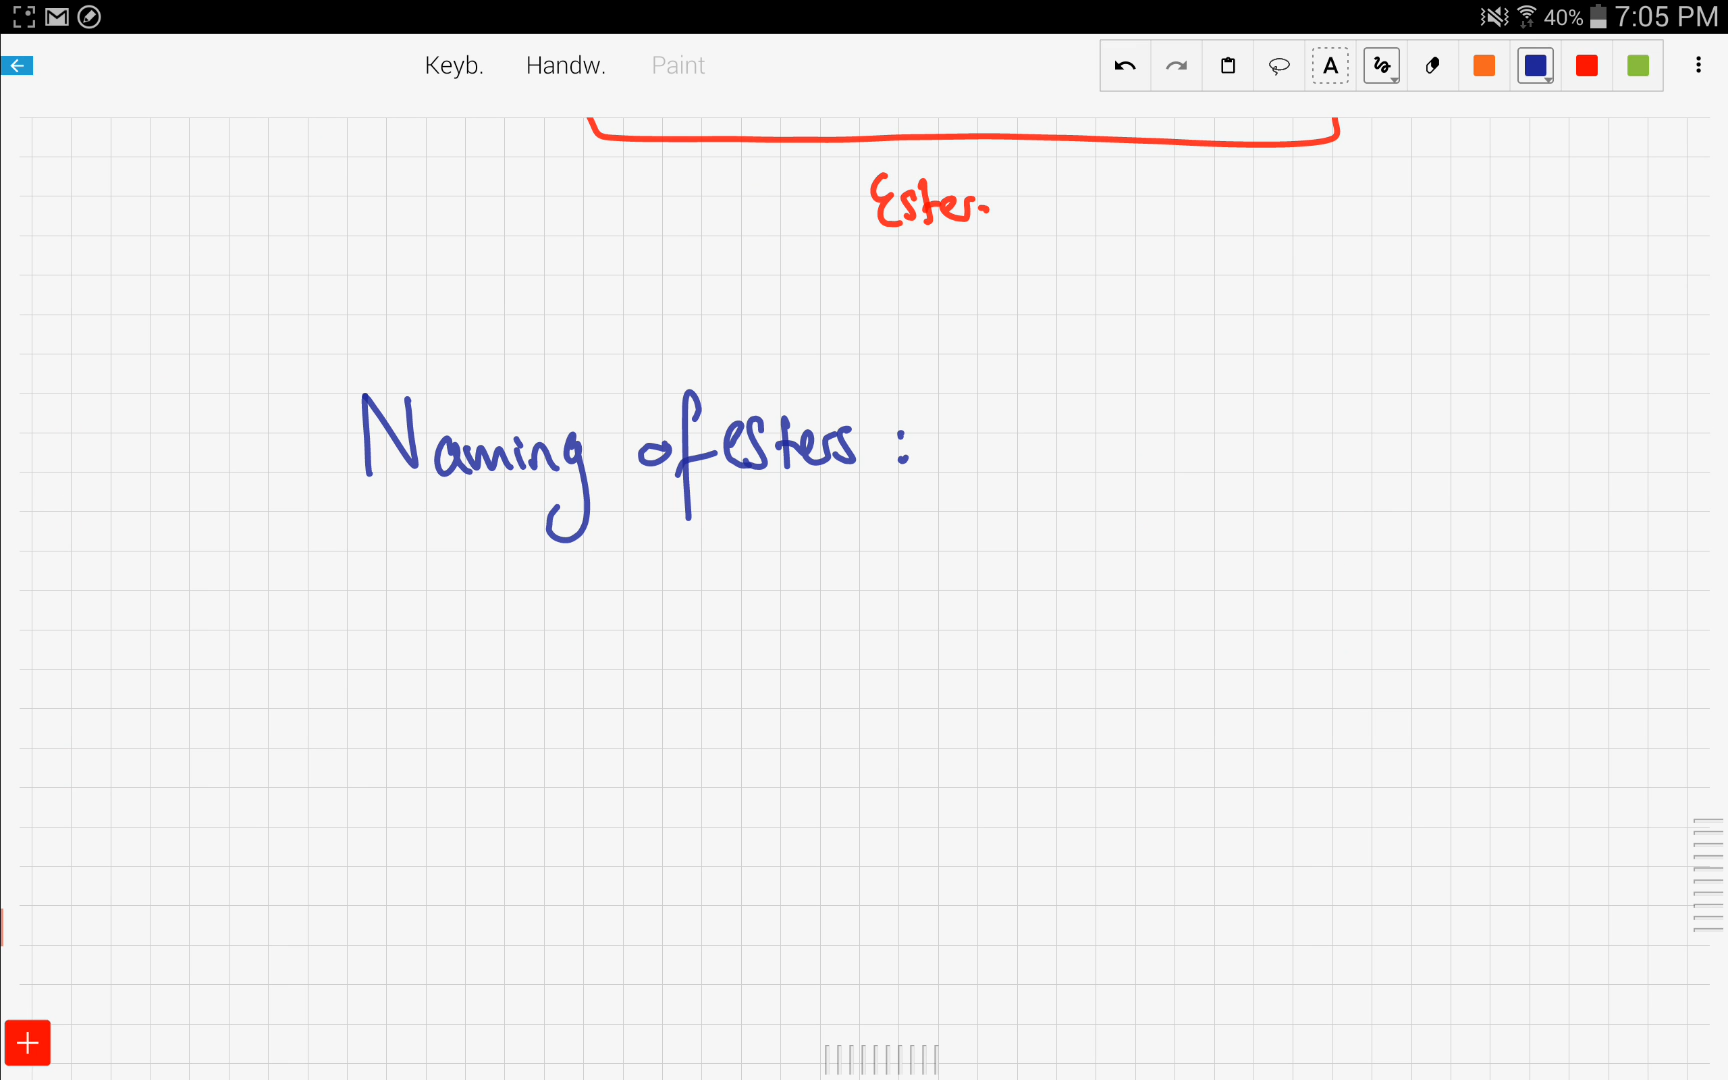 40% 7:05 PM
Keyb. Handw. Paint A
Ester.
Naming of esters :